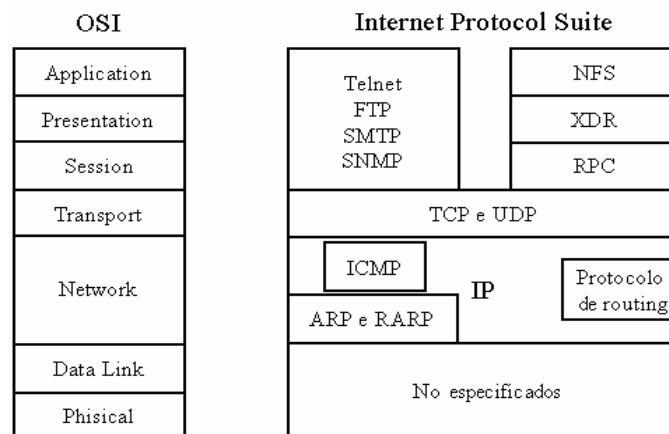 OSI
Internet Protocol Suite
Application
Presentation
Session
Transport
Network
Data Link
Phisical
Telnet
FTP
SMTP
SNMP
NFS
XDR
RPC
TCP e UDP
ICMP
IP
Protocolo
de routing
ARP e RARP
No especificados